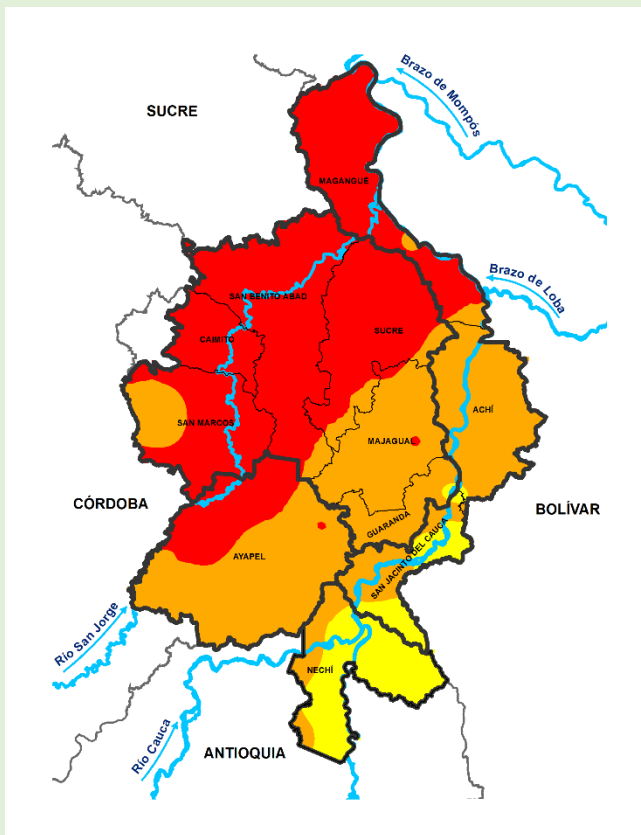 SUCRE
Brazo de Mompós
MAGANGUÉ
Brazo de Loba
SAN BENITO ABAD
SUCRE
CAIMITO
ACHÍ
SAN MARCOS
MAJAGUAL
CÓRDOBA
BOLÍVAR
GUARANDA
SAN JACINTO DEL CAUCA
AYAPEL
Río San Jorge
NECHÍ
Río Cauca
ANTIOQUIA